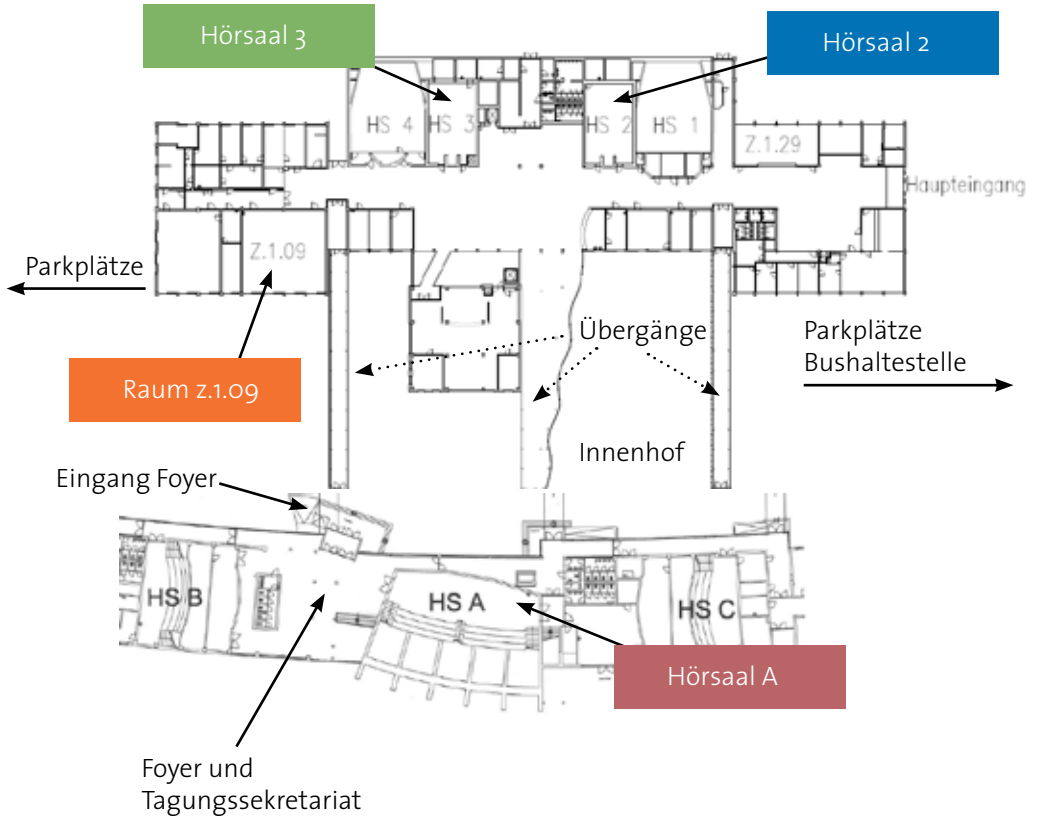 Hörsaal 3
Hörsaal 2
HS 4
HS 3
HS 2
HS 1
Z.1.29
Haupteingang
Z.1.09
Parkplätze
Übergänge
Parkplätze
Bushaltestelle
Raum z.1.09
Innenhof
Eingang Foyer
HS B
HS A
HS C
Hörsaal A
Foyer und
Tagungssekretariat